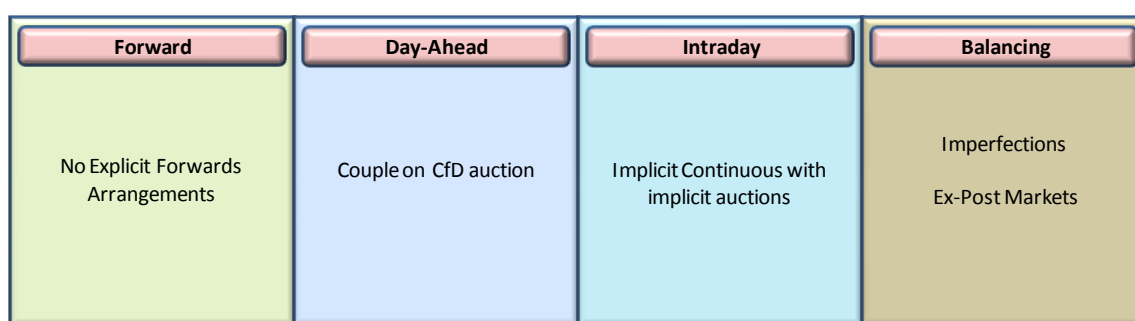 Forward
Day-Ahead
Intraday
Balancing
No Explicit Forwards
Arrangements
Couple on CfD auction
Implicit Continuous with
implicit auctions
Imperfections
Ex-Post Markets